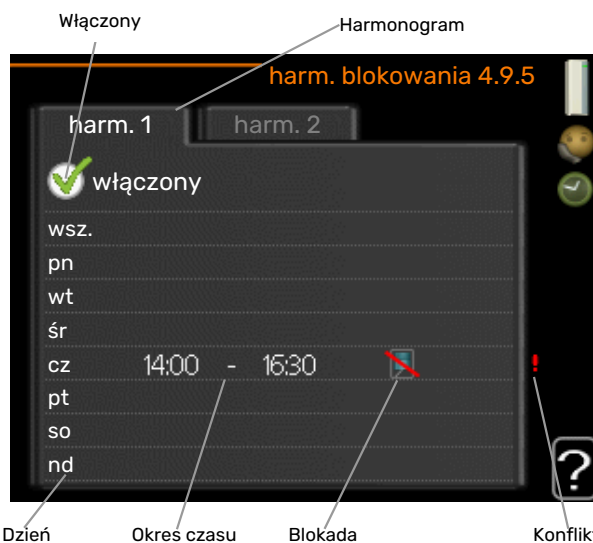 Włączony
Harmonogram
harm. blokowania 4.9.5
harm. 1
harm. 2
włączony
wsz.
pn
wt
śr
cz 14:00 - 16:30 !
pt
so
nd
?
Dzień Okres czasu Blokada Konflikt